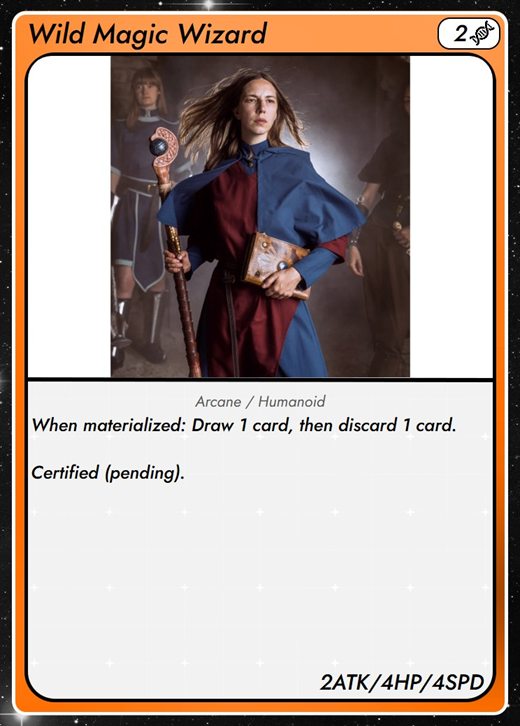 Wild Magic Wizard
2
Arcane / Humanoid
When materialized: Draw 1 card, then discard 1 card.
Certified (pending).
2ATK/4HP/4SPD